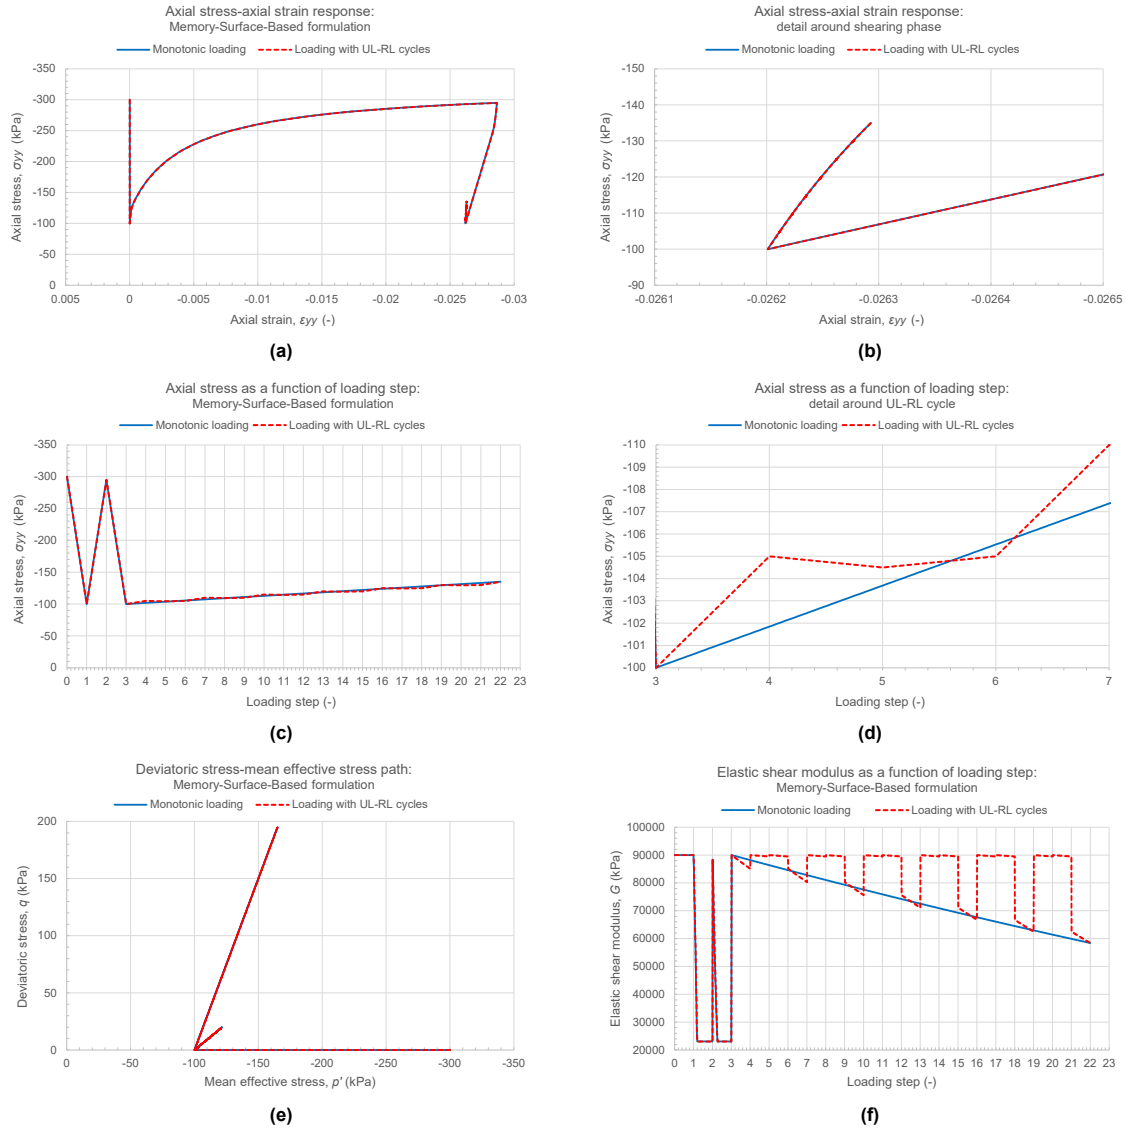 Axial stress-axial strain response:
Memory-Surface-Based formulation
Monotonic loading Loading with UL-RL cycles
-350
-300
-250
-200
-150
-100
-50
0
Axial stress, σyy (kPa)
0.005 0 -0.005 -0.01 -0.015 -0.02 -0.025 -0.03
Axial strain, εyy (-)
(a)
Axial stress-axial strain response:
detail around shearing phase
Monotonic loading Loading with UL-RL cycles
-150
-140
-130
-120
-110
-100
-90
Axial stress, σyy (kPa)
-0.0261 -0.0262 -0.0263 -0.0264 -0.0265
Axial strain, εyy (-)
(b)
Axial stress as a function of loading step:
Memory-Surface-Based formulation
Monotonic loading Loading with UL-RL cycles
-350
-300
-250
-200
-150
-100
-50
0
Axial stress, σyy (kPa)
0 1 2 3 4 5 6 7 8 9 10 11 12 13 14 15 16 17 18 19 20 21 22 23
Loading step (-)
(c)
Axial stress as a function of loading step:
detail around UL-RL cycle
Monotonic loading Loading with UL-RL cycles
-110
-109
-108
-107
-106
-105
-104
-103
-102
-101
-100
Axial stress, σyy (kPa)
3 4 5 6 7
Loading step (-)
(d)
Deviatoric stress-mean effective stress path:
Memory-Surface-Based formulation
Monotonic loading Loading with UL-RL cycles
200
150
100
50
0
Deviatoric stress, q (kPa)
0 -50 -100 -150 -200 -250 -300 -350
Mean effective stress, p' (kPa)
(e)
Elastic shear modulus as a function of loading step:
Memory-Surface-Based formulation
Monotonic loading Loading with UL-RL cycles
100000
90000
80000
70000
60000
50000
40000
30000
20000
Elastic shear modulus, G (kPa)
0 1 2 3 4 5 6 7 8 9 10 11 12 13 14 15 16 17 18 19 20 21 22 23
Loading step (-)
(f)